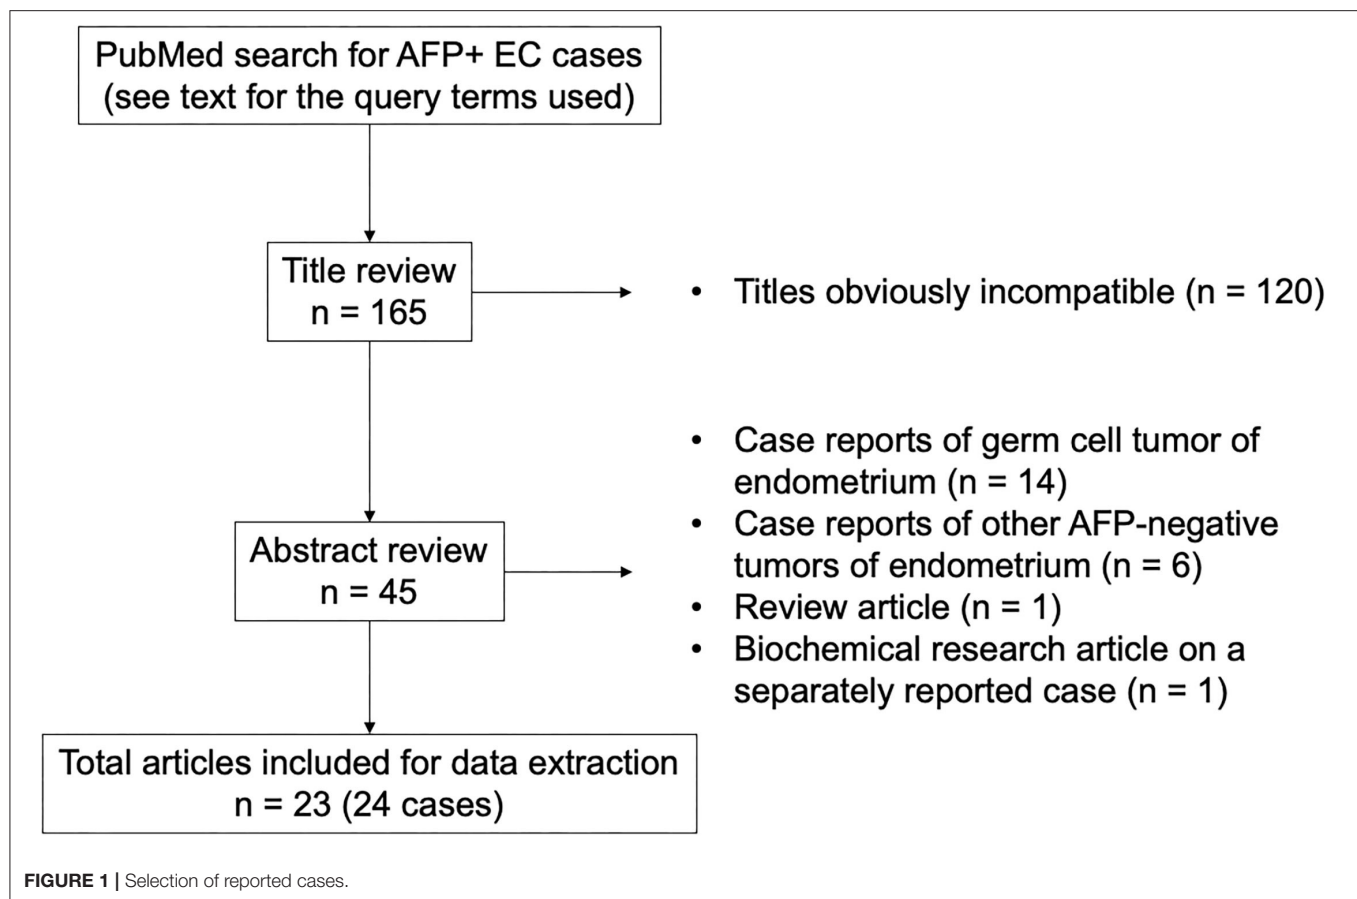 PubMed search for AFP+ EC cases
(see text for the query terms used)
Title review
n = 165
• Titles obviously incompatible (n = 120)
• Case reports of germ cell tumor of
endometrium (n = 14)
• Case reports of other AFP-negative
tumors of endometrium (n = 6)
• Review article (n = 1)
• Biochemical research article on a
separately reported case (n = 1)
Abstract review
n = 45
Total articles included for data extraction
n = 23 (24 cases)
FIGURE 1 | Selection of reported cases.